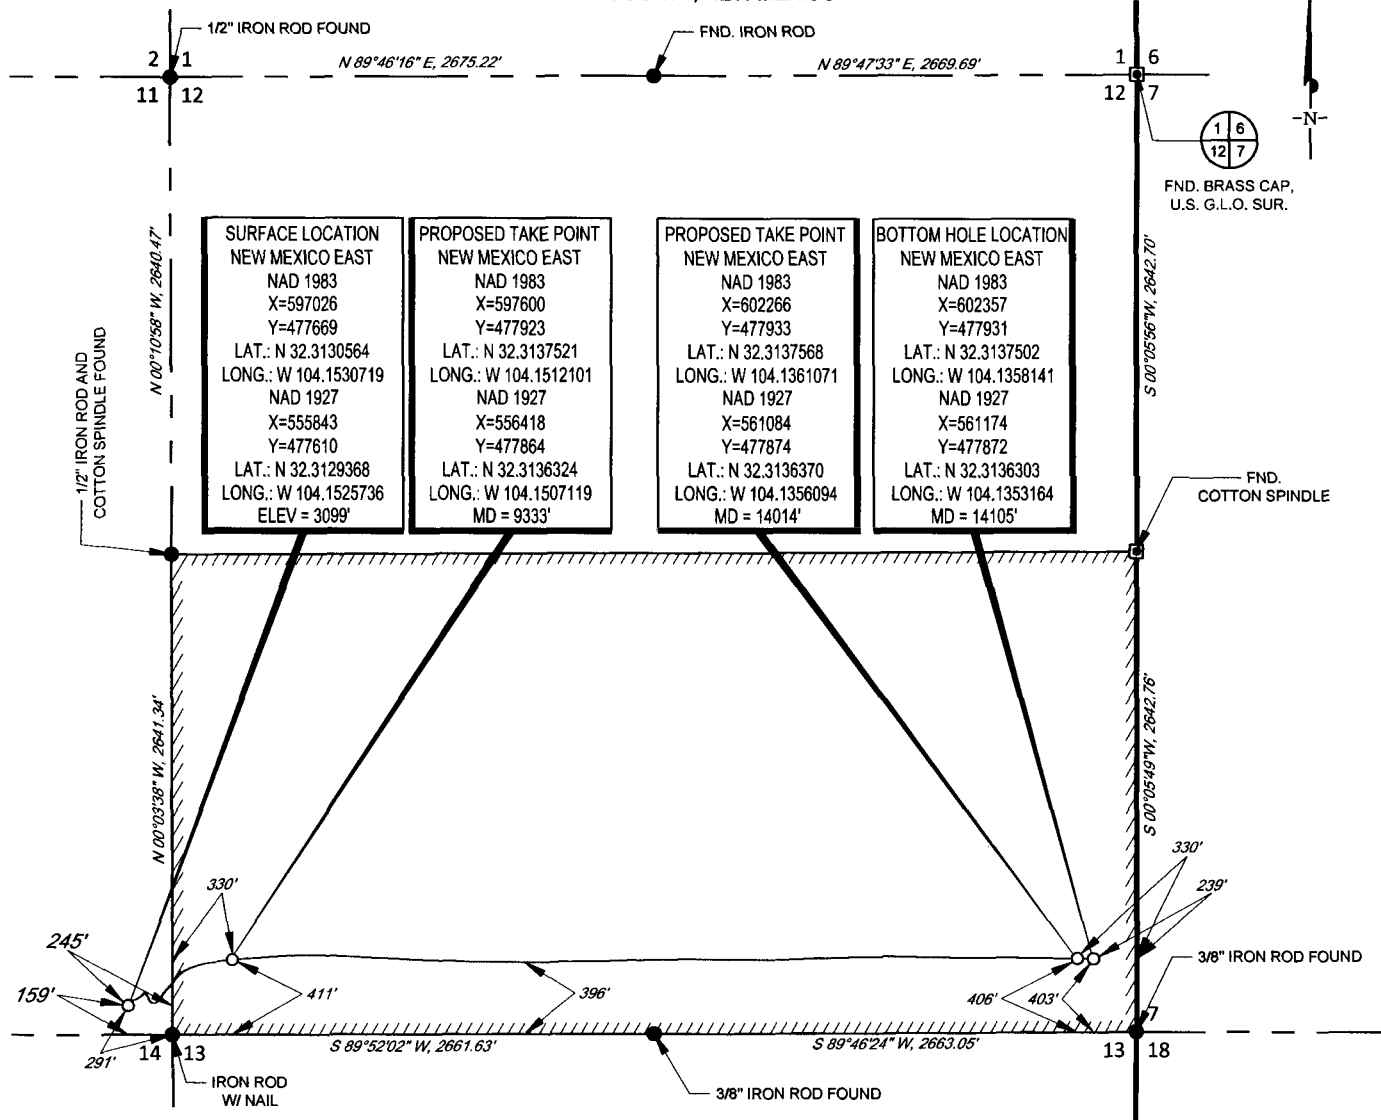 1/2" IRON ROD FOUND
FND. IRON ROD
2 1
11 12
N 89°46'16" E, 2675.22'
N 89°47'33" E, 2669.69'
1 6
12 7
-N-
1 6
12 7
FND. BRASS CAP,
U.S. G.L.O. SUR.
N 00°10'58" W, 2640.47'
S 00°05'56" W, 2642.70'
SURFACE LOCATION
NEW MEXICO EAST
NAD 1983
X=597026
Y=477669
LAT.: N 32.3130564
LONG.: W 104.1530719
NAD 1927
X=555843
Y=477610
LAT.: N 32.3129368
LONG.: W 104.1525736
ELEV = 3099'
PROPOSED TAKE POINT
NEW MEXICO EAST
NAD 1983
X=597600
Y=477923
LAT.: N 32.3137521
LONG.: W 104.1512101
NAD 1927
X=556418
Y=477864
LAT.: N 32.3136324
LONG.: W 104.1507119
MD = 9333'
PROPOSED TAKE POINT
NEW MEXICO EAST
NAD 1983
X=602266
Y=477933
LAT.: N 32.3137568
LONG.: W 104.1361071
NAD 1927
X=561084
Y=477874
LAT.: N 32.3136370
LONG.: W 104.1356094
MD = 14014'
BOTTOM HOLE LOCATION
NEW MEXICO EAST
NAD 1983
X=602357
Y=477931
LAT.: N 32.3137502
LONG.: W 104.1358141
NAD 1927
X=561174
Y=477872
LAT.: N 32.3136303
LONG.: W 104.1353164
MD = 14105'
1/2" IRON ROD AND
COTTON SPINDLE FOUND
FND.
COTTON SPINDLE
N 00°03'38" W, 2641.34'
S 00°05'49" W, 2642.76'
330'
330'
239'
245'
159'
291'
411'
396'
406'
403'
3/8" IRON ROD FOUND
7
14 13
S 89°52'02" W, 2661.63'
S 89°46'24" W, 2663.05'
13 18
IRON ROD
W/ NAIL
3/8" IRON ROD FOUND